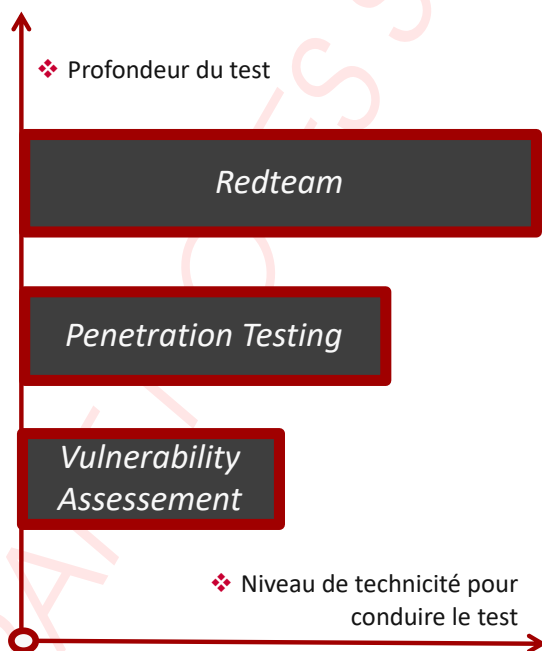 ❖ Profondeur du test
Redteam
Penetration Testing
Vulnerability
Assessement
❖ Niveau de technicité pour
conduire le test